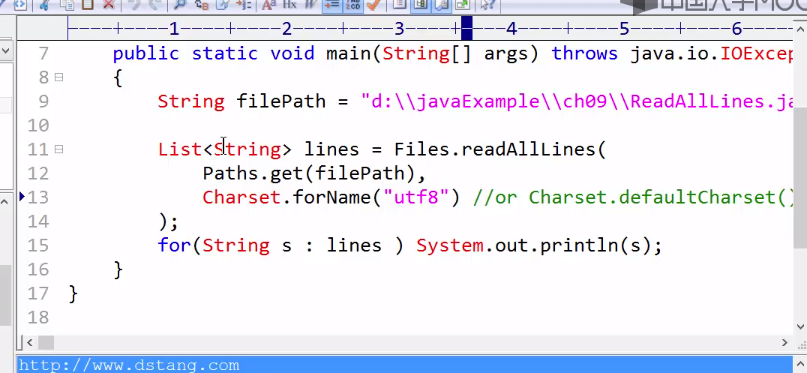 1 2 3 4 5 6
7 public static void main(String[] args) throws java.io.IOExcep
8 {
9 String filePath = "d:\\javaExample\\ch09\\ReadAllLines.ja
10
11 List<String> lines = Files.readAllLines(
12 Paths.get(filePath),
13 Charset.forName("utf8") //or Charset.defaultCharset()
14 );
15 for(String s : lines ) System.out.println(s);
16 }
17 }
18
http://www.dstang.com